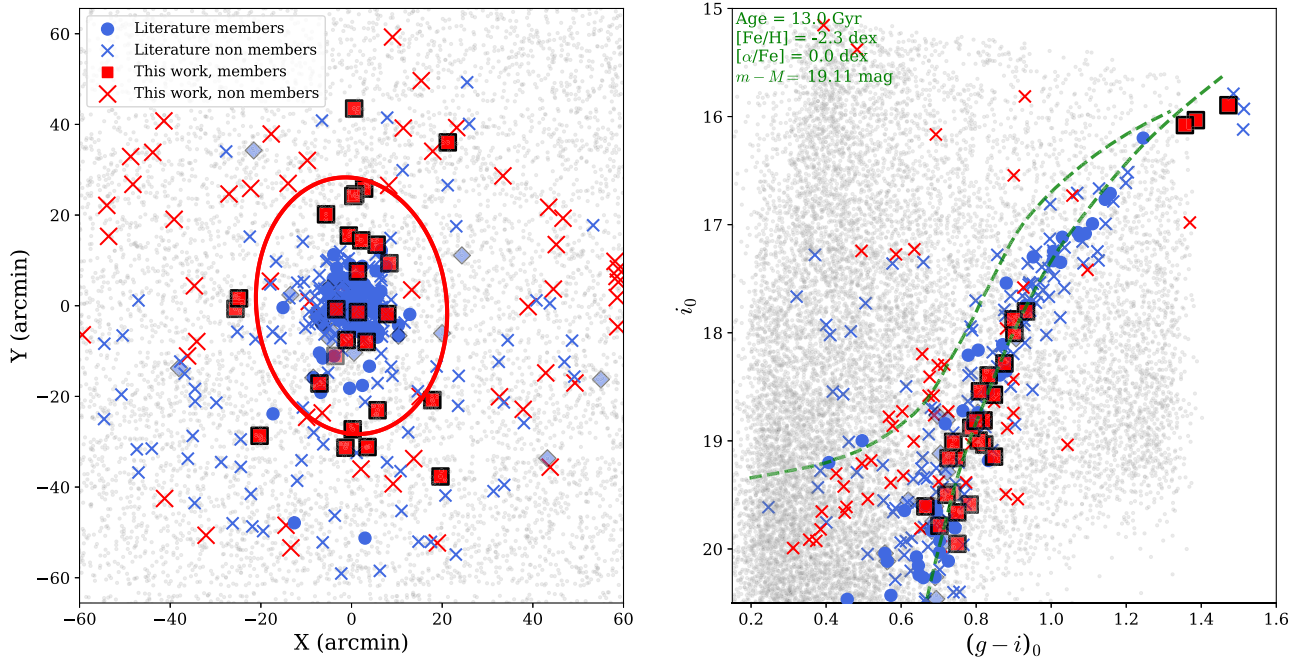 60
40
20
0
−20
−40
−60
−60
−40
−20
0
20
40
60
X (arcmin)
Y (arcmin)
Literature members
Literature non members
This work, members
This work, non members
15
16
17
18
19
20
0.2
0.4
0.6
0.8
1.0
1.2
1.4
1.6
(g − i)₀
i₀
Age = 13.0 Gyr
[Fe/H] = -2.3 dex
[α/Fe] = 0.0 dex
m − M = 19.11 mag